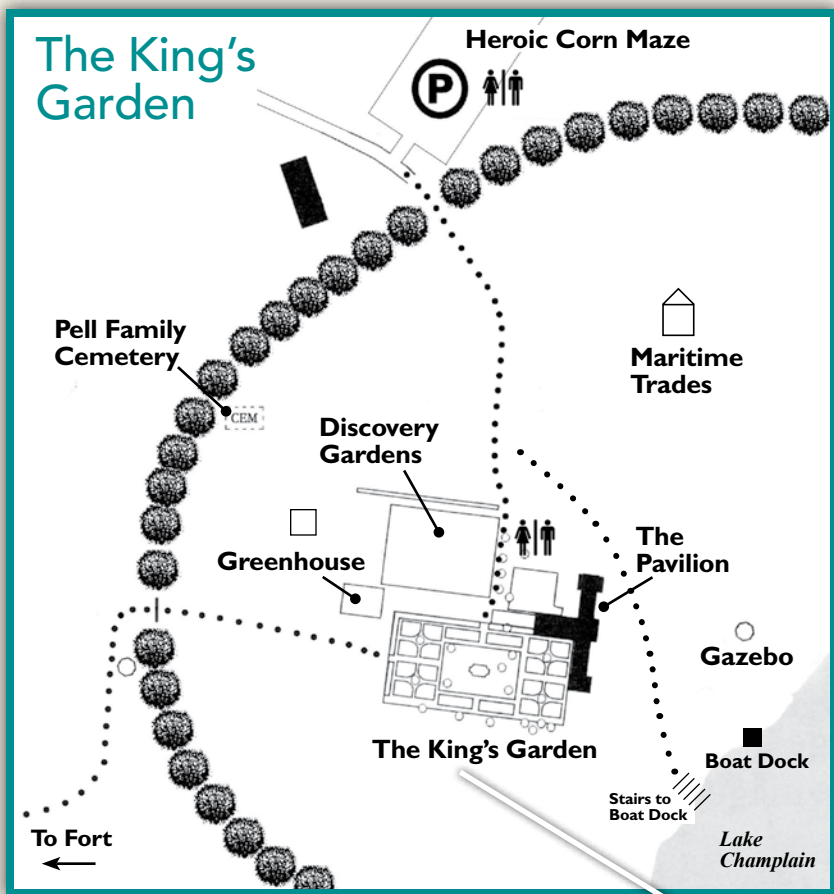 The King's
Garden
Heroic Corn Maze
P
Pell Family
Cemetery
CEM
Maritime
Trades
Discovery
Gardens
Greenhouse
The
Pavilion
Gazebo
The King's Garden
Boat Dock
Stairs to
Boat Dock
To Fort
Lake
Champlain